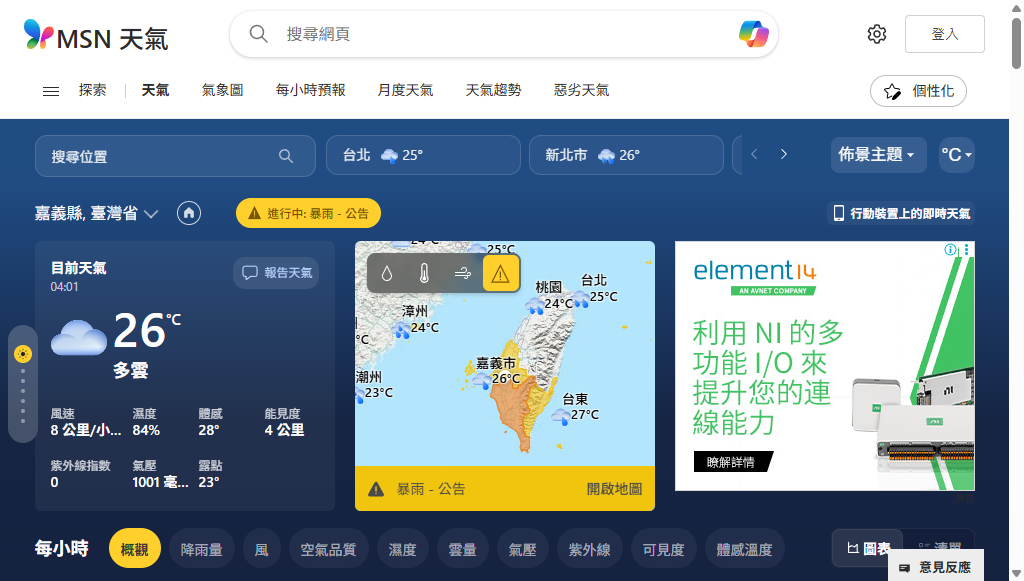 MSN 天氣
搜尋網頁
登入
探索
天氣
氣象圖
每小時預報
月度天氣
天氣趨勢
惡劣天氣
個性化
搜尋位置
台北 25°
新北市 26°
佈景主題
°C
嘉義縣, 臺灣省
進行中: 暴雨 - 公告
行動裝置上的即時天氣
目前天氣
04:01
報告天氣
26°C
多雲
風速
8 公里/小...
濕度
84%
體感
28°
能見度
4 公里
紫外線指數
0
氣壓
1001 毫...
露點
23°
24°C
25°C
桃園
24°C
台北
25°C
漳州
24°C
°C
嘉義市
26°C
潮州
23°C
台東
27°C
暴雨 - 公告
開啟地圖
element14
AN AVNET COMPANY
利用 NI 的多
功能 I/O 來
提升您的連
線能力
瞭解詳情
每小時
概觀
降雨量
風
空氣品質
濕度
雲量
氣壓
紫外線
可見度
體感溫度
圖表
清單
意見反應